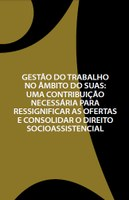 GESTÃO DO TRABALHO
NO ÂMBITO DO SUAS:
UMA CONTRIBUIÇÃO
NECESSÁRIA PARA
RESSIGNIFICAR AS OFERTAS
E CONSOLIDAR O DIREITO
SOCIOASSISTENCIAL